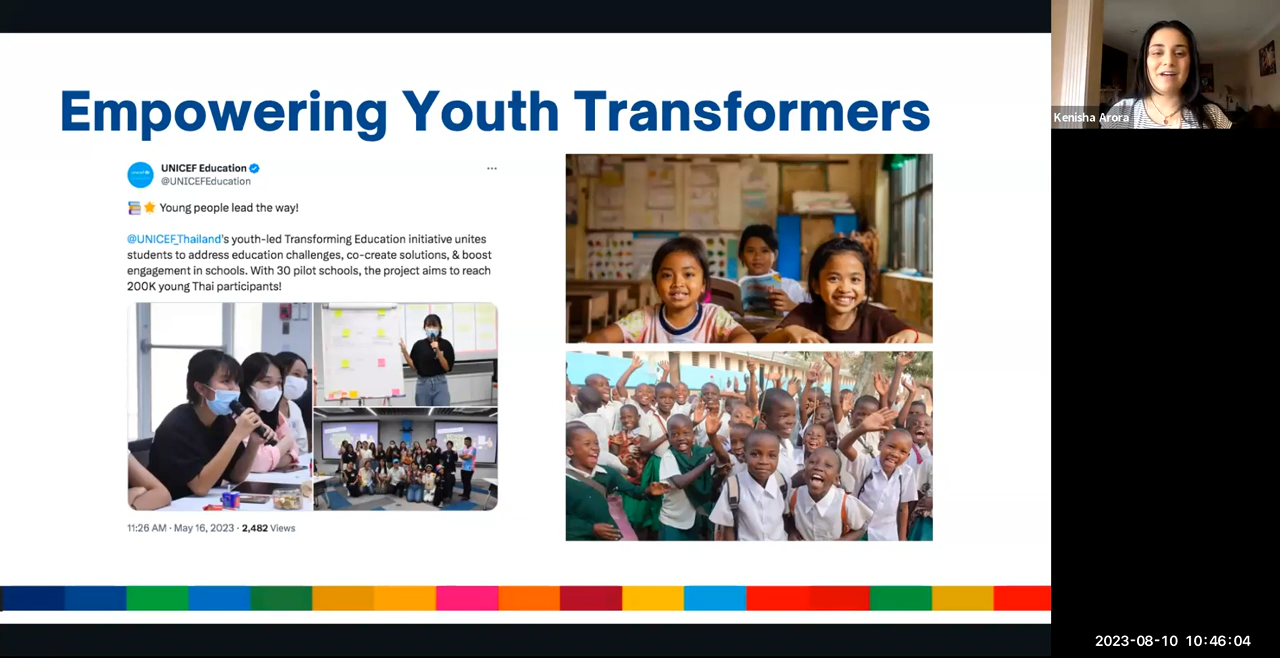 Empowering Youth Transformers
UNICEF Education
@UNICEFEducation
...
Young people lead the way!
@UNICEF_Thailand's youth-led Transforming Education initiative unites
students to address education challenges, co-create solutions, & boost
engagement in schools. With 30 pilot schools, the project aims to reach
200K young Thai participants!
11:26 AM · May 16, 2023 · 2,482 Views
Kenisha Arora
2023-08-10 10:46:04